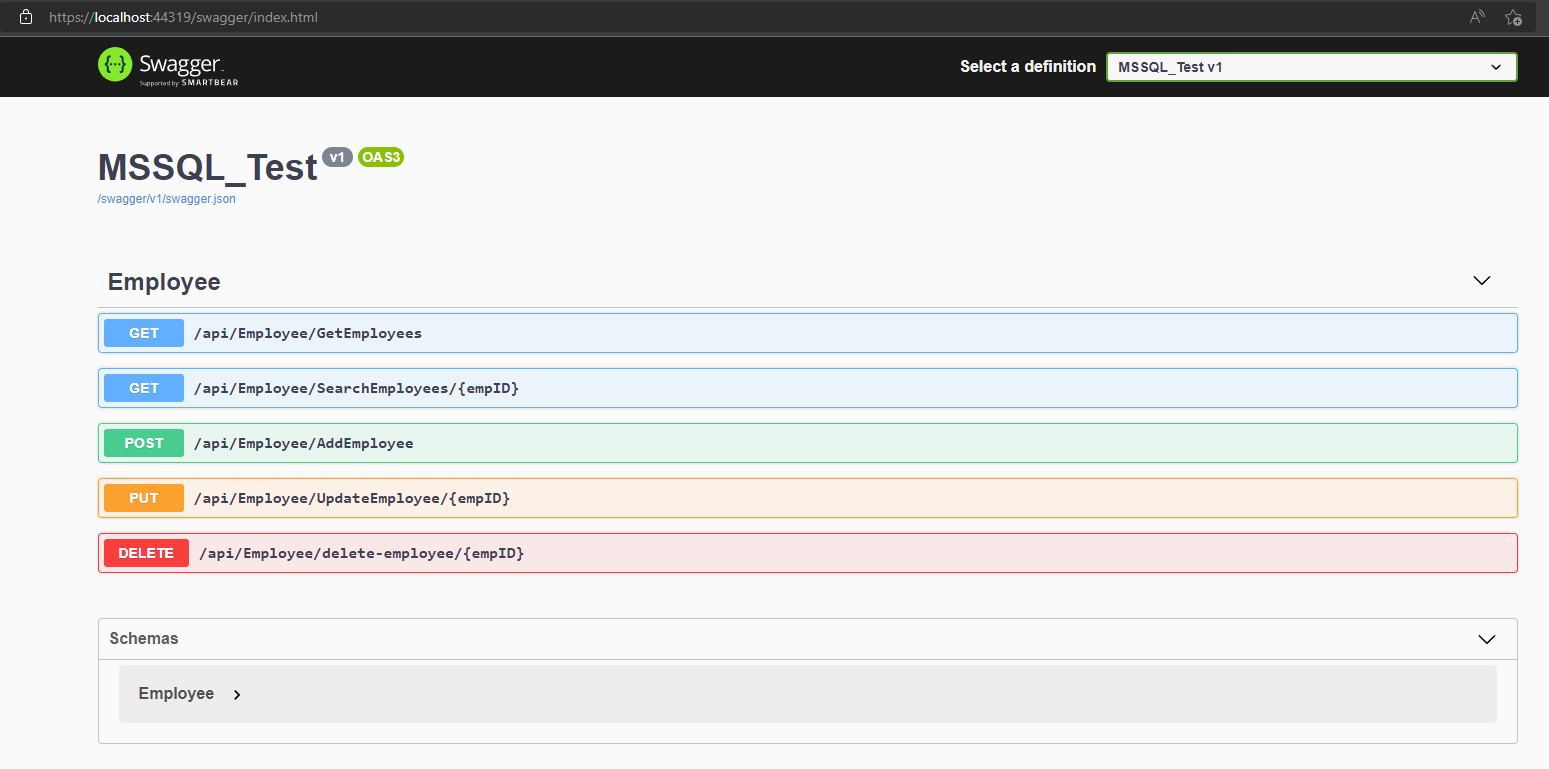 https://localhost:44319/swagger/index.html
Swagger
Supported by SMARTBEAR
Select a definition
MSSQL_Test v1
MSSQL_Test v1 OAS3
/swagger/v1/swagger.json
Employee
GET /api/Employee/GetEmployees
GET /api/Employee/SearchEmployees/{empID}
POST /api/Employee/AddEmployee
PUT /api/Employee/UpdateEmployee/{empID}
DELETE /api/Employee/delete-employee/{empID}
Schemas
Employee